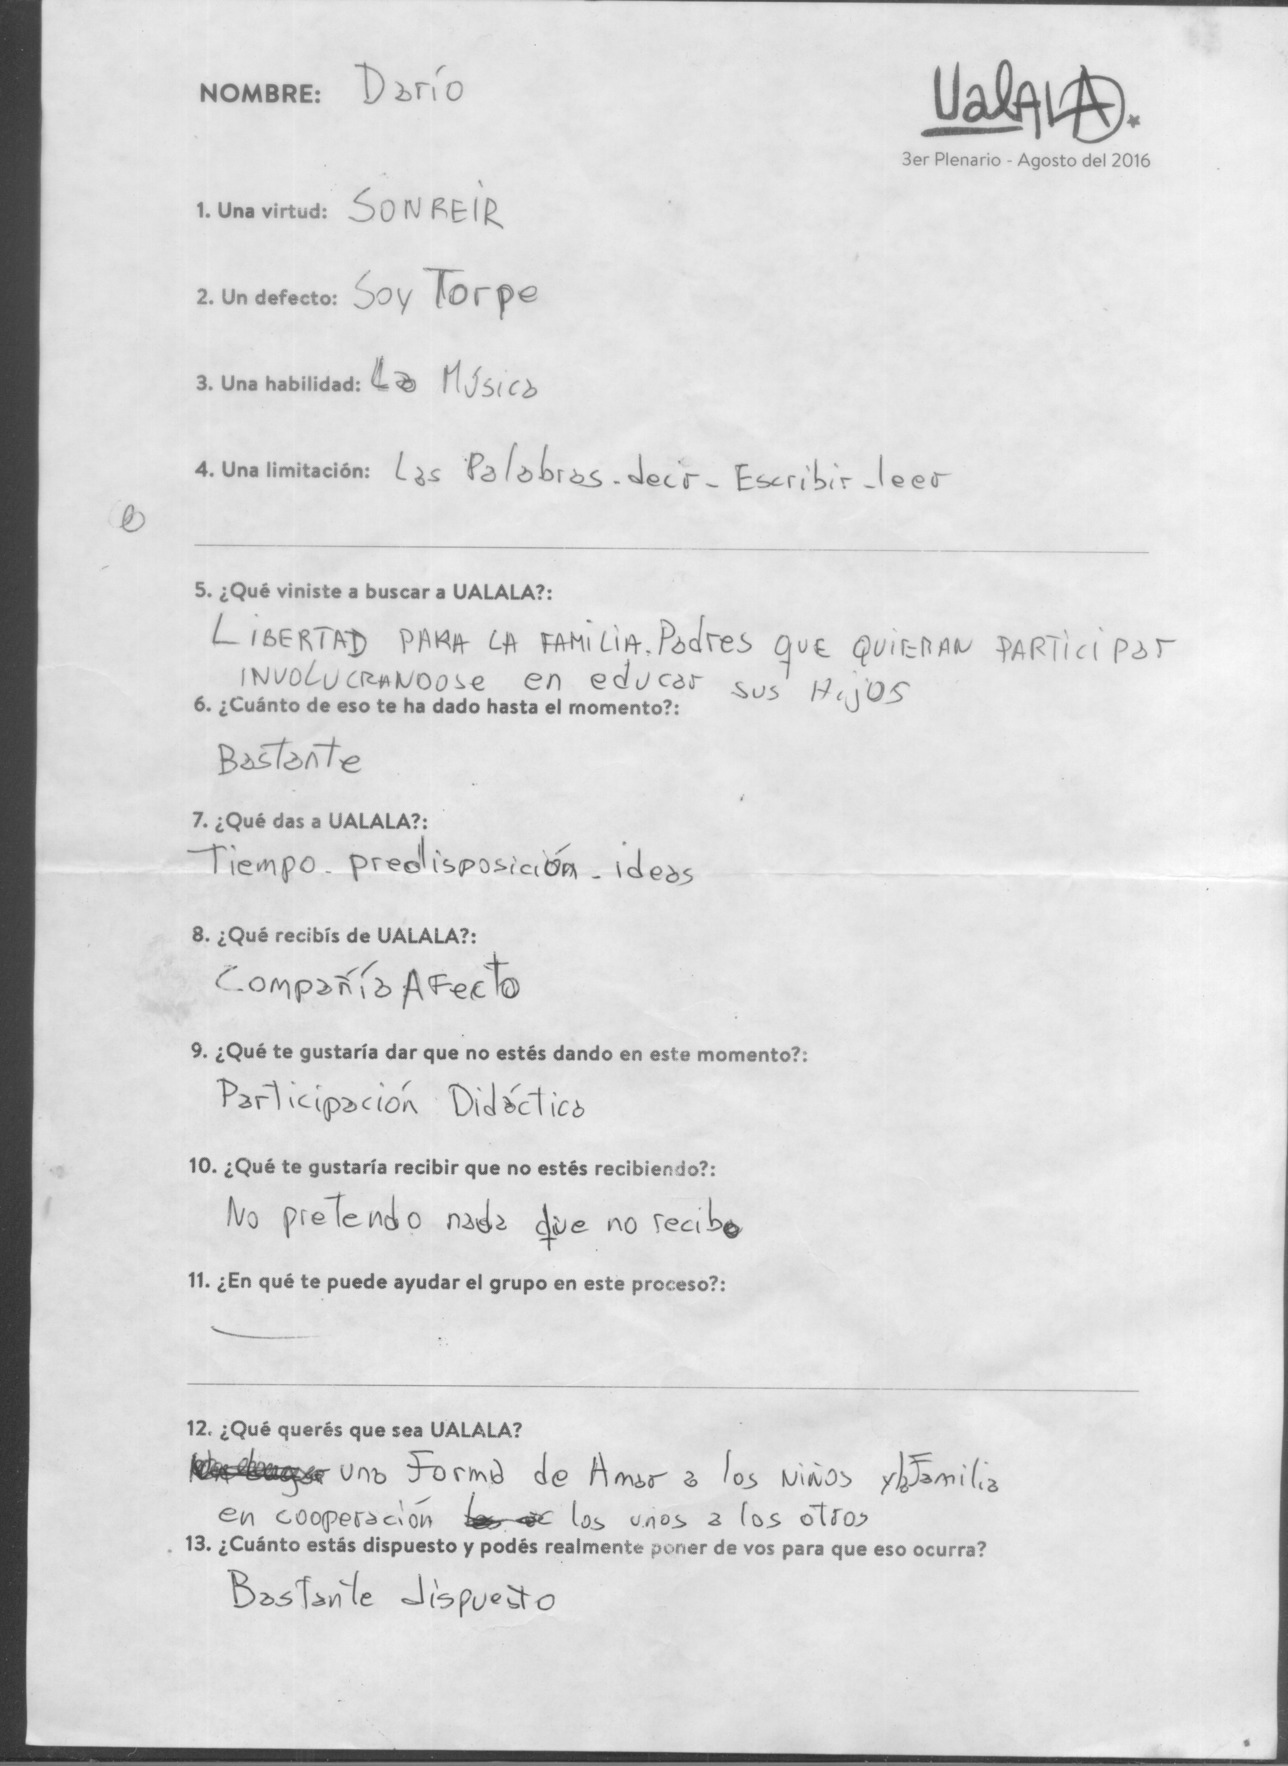 NOMBRE: Darío
UalALA.
3er Plenario - Agosto del 2016
1. Una virtud: SONREIR
2. Un defecto: Soy Torpe
3. Una habilidad: La Música
4. Una limitación: Las Palabras - decir - Escribir - leer
5. ¿Qué viniste a buscar a UALALA?:
LIBERTAD PARA LA FAMILIA. Padres que QUIERAN PARTICIPar
INVOLUCRANDOse en educar sus Hijos
6. ¿Cuánto de eso te ha dado hasta el momento?:
Bastante
7. ¿Qué das a UALALA?:
Tiempo - predisposición - ideas
8. ¿Qué recibís de UALALA?:
Compañía Afecto
9. ¿Qué te gustaría dar que no estés dando en este momento?:
Participación Didáctica
10. ¿Qué te gustaría recibir que no estés recibiendo?:
No pretendo nada que no recibo
11. ¿En qué te puede ayudar el grupo en este proceso?:
12. ¿Qué querés que sea UALALA?
una Forma de Amar a los Niños y la Familia
en cooperación los unos a los otros
13. ¿Cuánto estás dispuesto y podés realmente poner de vos para que eso ocurra?
Bastante dispuesto